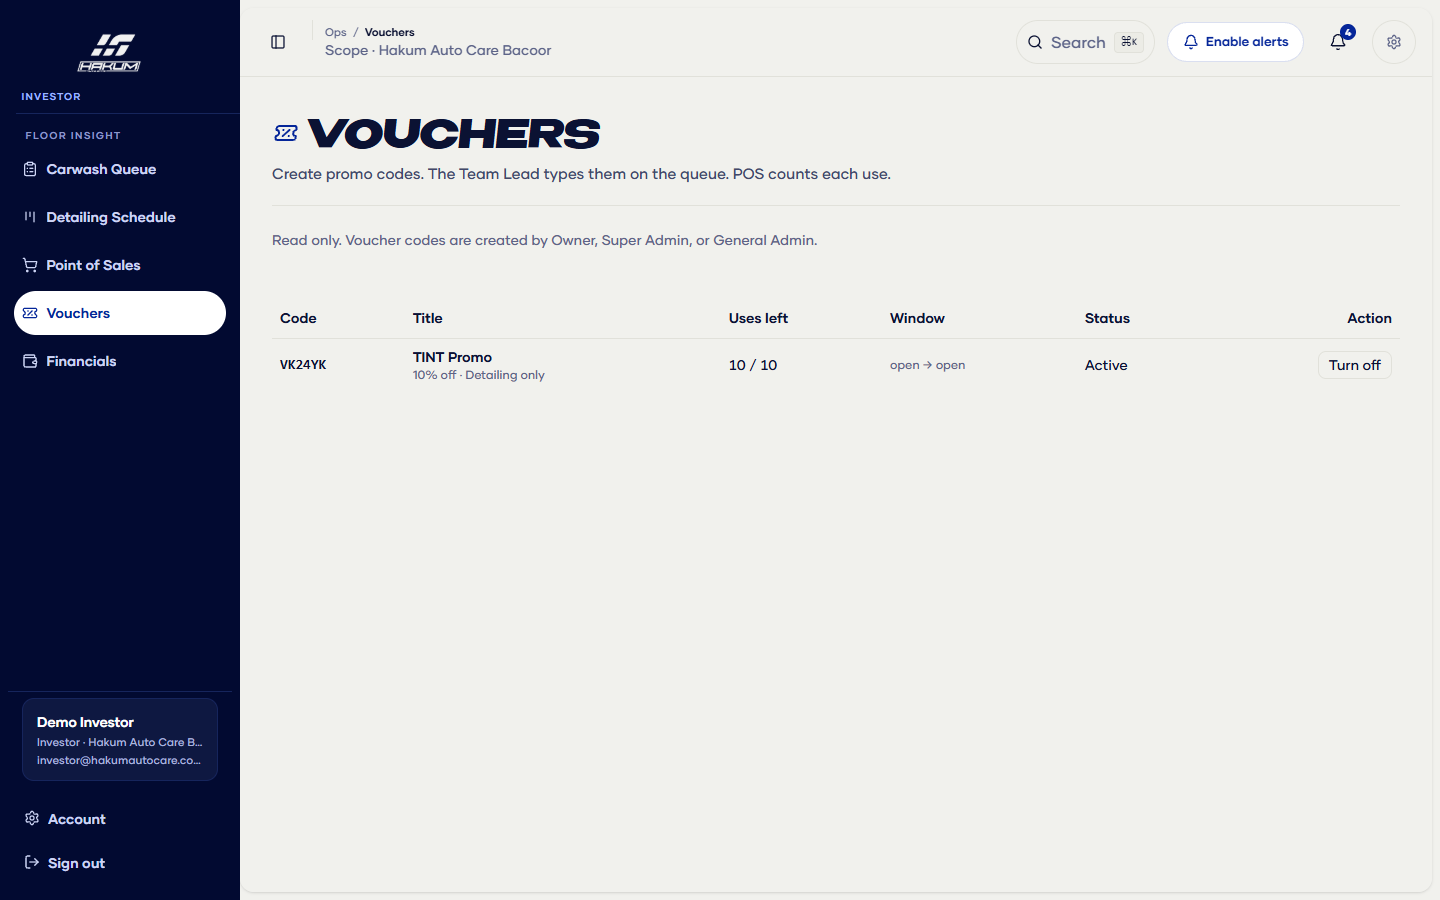 HAKUM
INVESTOR
FLOOR INSIGHT
Carwash Queue
Detailing Schedule
Point of Sales
Vouchers
Financials
Demo Investor
Investor · Hakum Auto Care B...
investor@hakumautocare.co...
Account
Sign out
Ops / Vouchers
Scope · Hakum Auto Care Bacoor
Search ⌘K
Enable alerts
4
VOUCHERS
Create promo codes. The Team Lead types them on the queue. POS counts each use.
Read only. Voucher codes are created by Owner, Super Admin, or General Admin.
Code Title Uses left Window Status Action
VK24YK TINT Promo 10 / 10 open → open Active Turn off
10% off · Detailing only